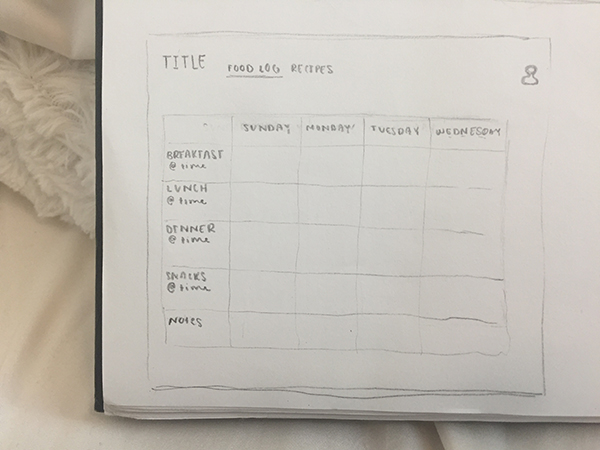 TITLE FOOD LOG RECIPES
SUNDAY MONDAY TUESDAY WEDNESDAY
BREAKFAST
@ time
LUNCH
@ time
DINNER
@ time
SNACKS
@ time
NOTES